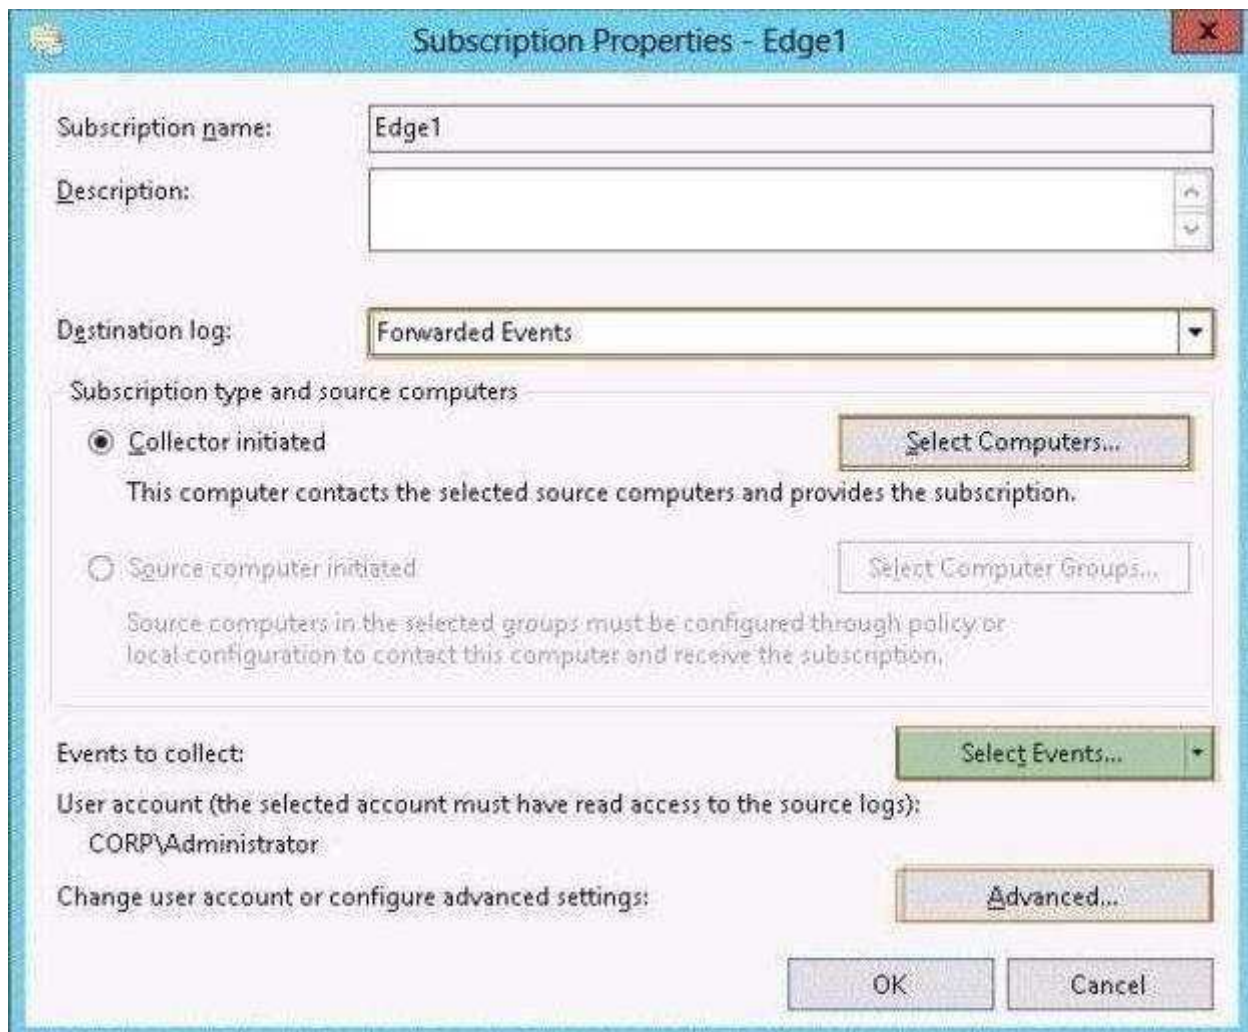 Subscription Properties - Edge1
Subscription name:
Edge1
Description:
Destination log:
Forwarded Events
Subscription type and source computers
Collector initiated
Select Computers...
This computer contacts the selected source computers and provides the subscription.
Source computer initiated
Select Computer Groups...
Source computers in the selected groups must be configured through policy or
local configuration to contact this computer and receive the subscription.
Events to collect:
Select Events...
User account (the selected account must have read access to the source logs):
CORP\Administrator
Change user account or configure advanced settings:
Advanced...
OK
Cancel